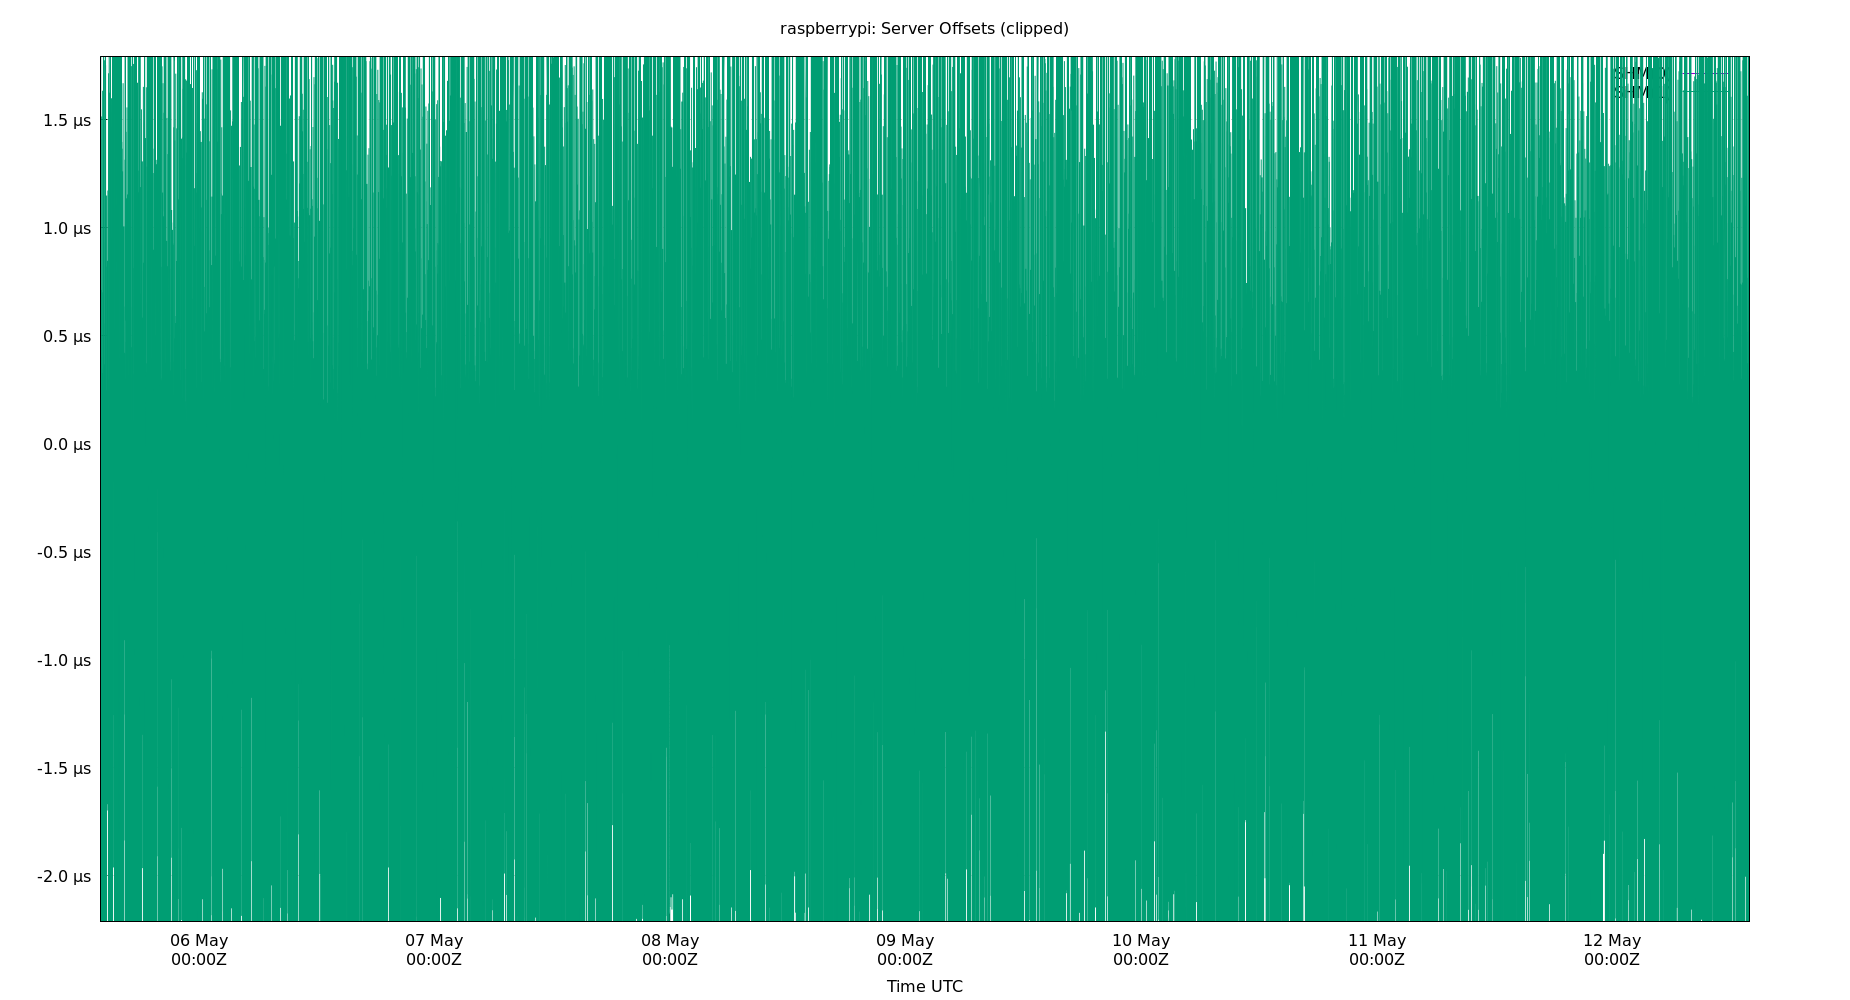 raspberrypi: Server Offsets (clipped)
1.5 µs
1.0 µs
0.5 µs
0.0 µs
-0.5 µs
-1.0 µs
-1.5 µs
-2.0 µs
06 May
00:00Z
07 May
00:00Z
08 May
00:00Z
09 May
00:00Z
10 May
00:00Z
11 May
00:00Z
12 May
00:00Z
Time UTC